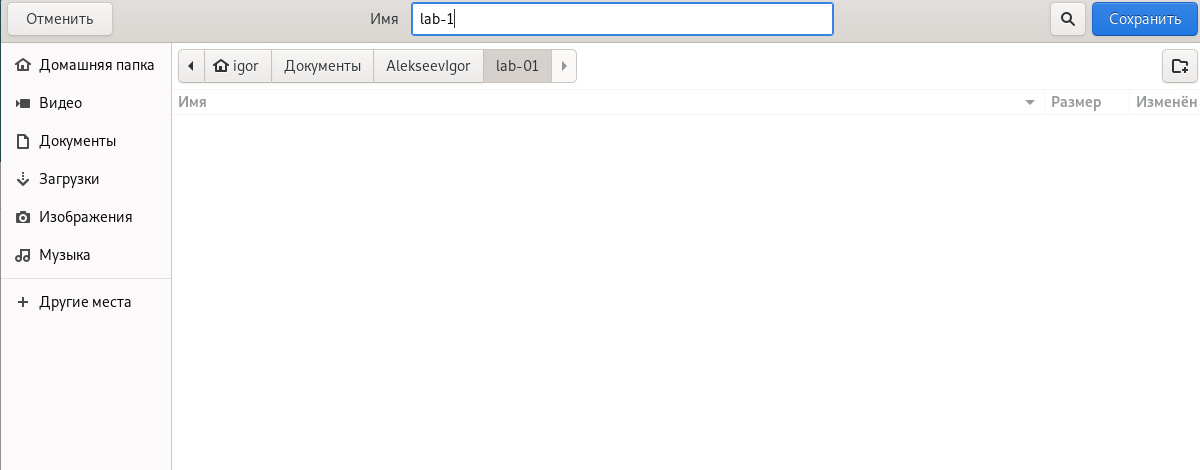 Отменить Имя lab-1 Сохранить
igor Документы AlekseevIgor lab-01
Имя Размер Изменён
Домашняя папка
Видео
Документы
Загрузки
Изображения
Музыка
Другие места